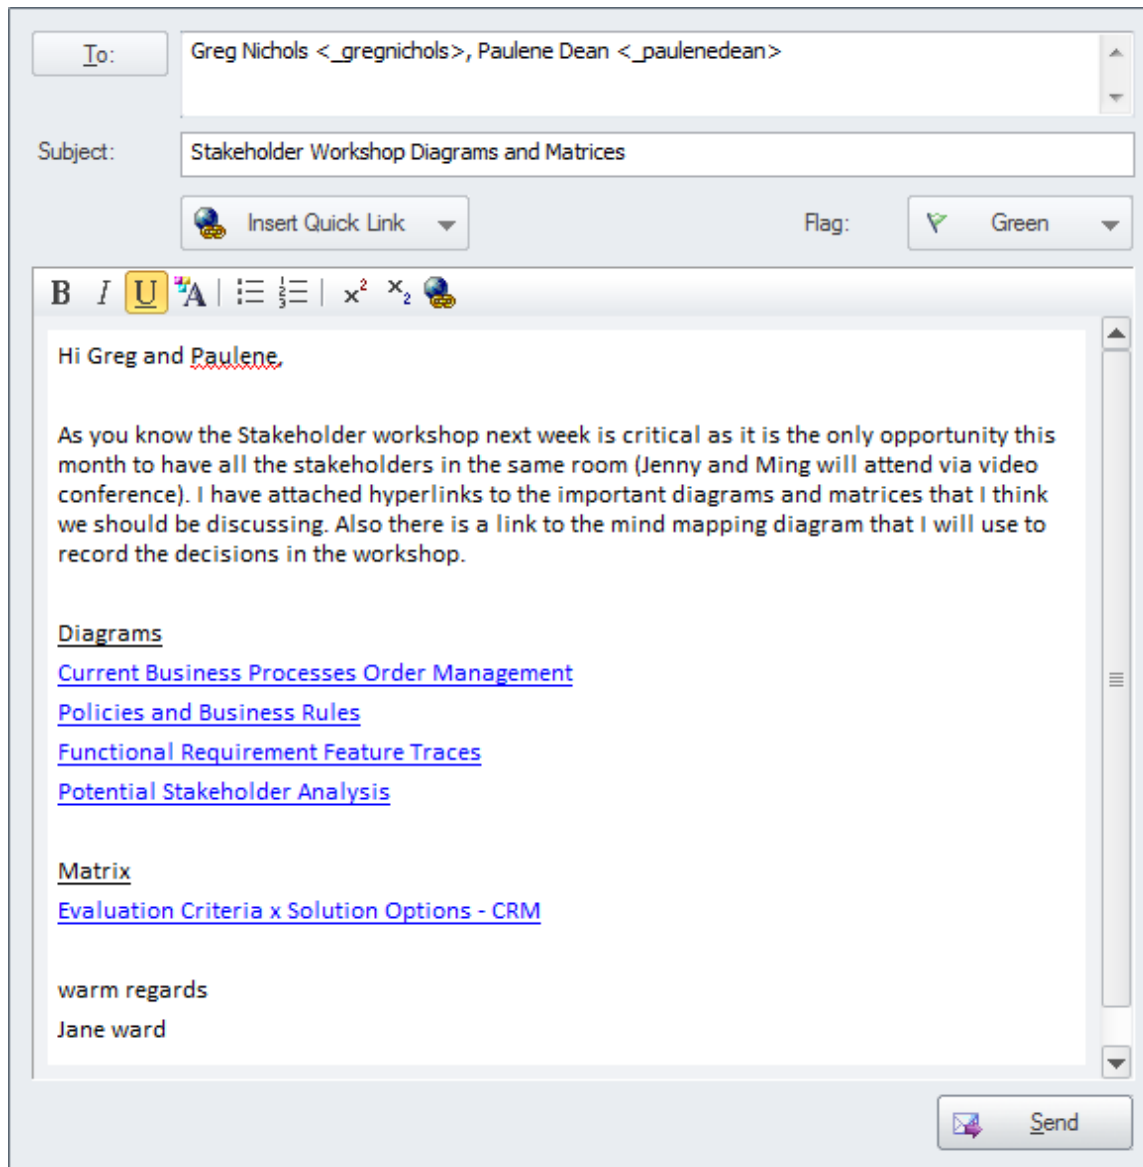 To:
Greg Nichols <_gregnichols>, Paulene Dean <_paulenedean>
Subject:
Stakeholder Workshop Diagrams and Matrices
Insert Quick Link
Flag:
Green
B I U A x² x₂
Hi Greg and Paulene,
As you know the Stakeholder workshop next week is critical as it is the only opportunity this
month to have all the stakeholders in the same room (Jenny and Ming will attend via video
conference). I have attached hyperlinks to the important diagrams and matrices that I think
we should be discussing. Also there is a link to the mind mapping diagram that I will use to
record the decisions in the workshop.
Diagrams
Current Business Processes Order Management
Policies and Business Rules
Functional Requirement Feature Traces
Potential Stakeholder Analysis
Matrix
Evaluation Criteria x Solution Options - CRM
warm regards
Jane ward
Send